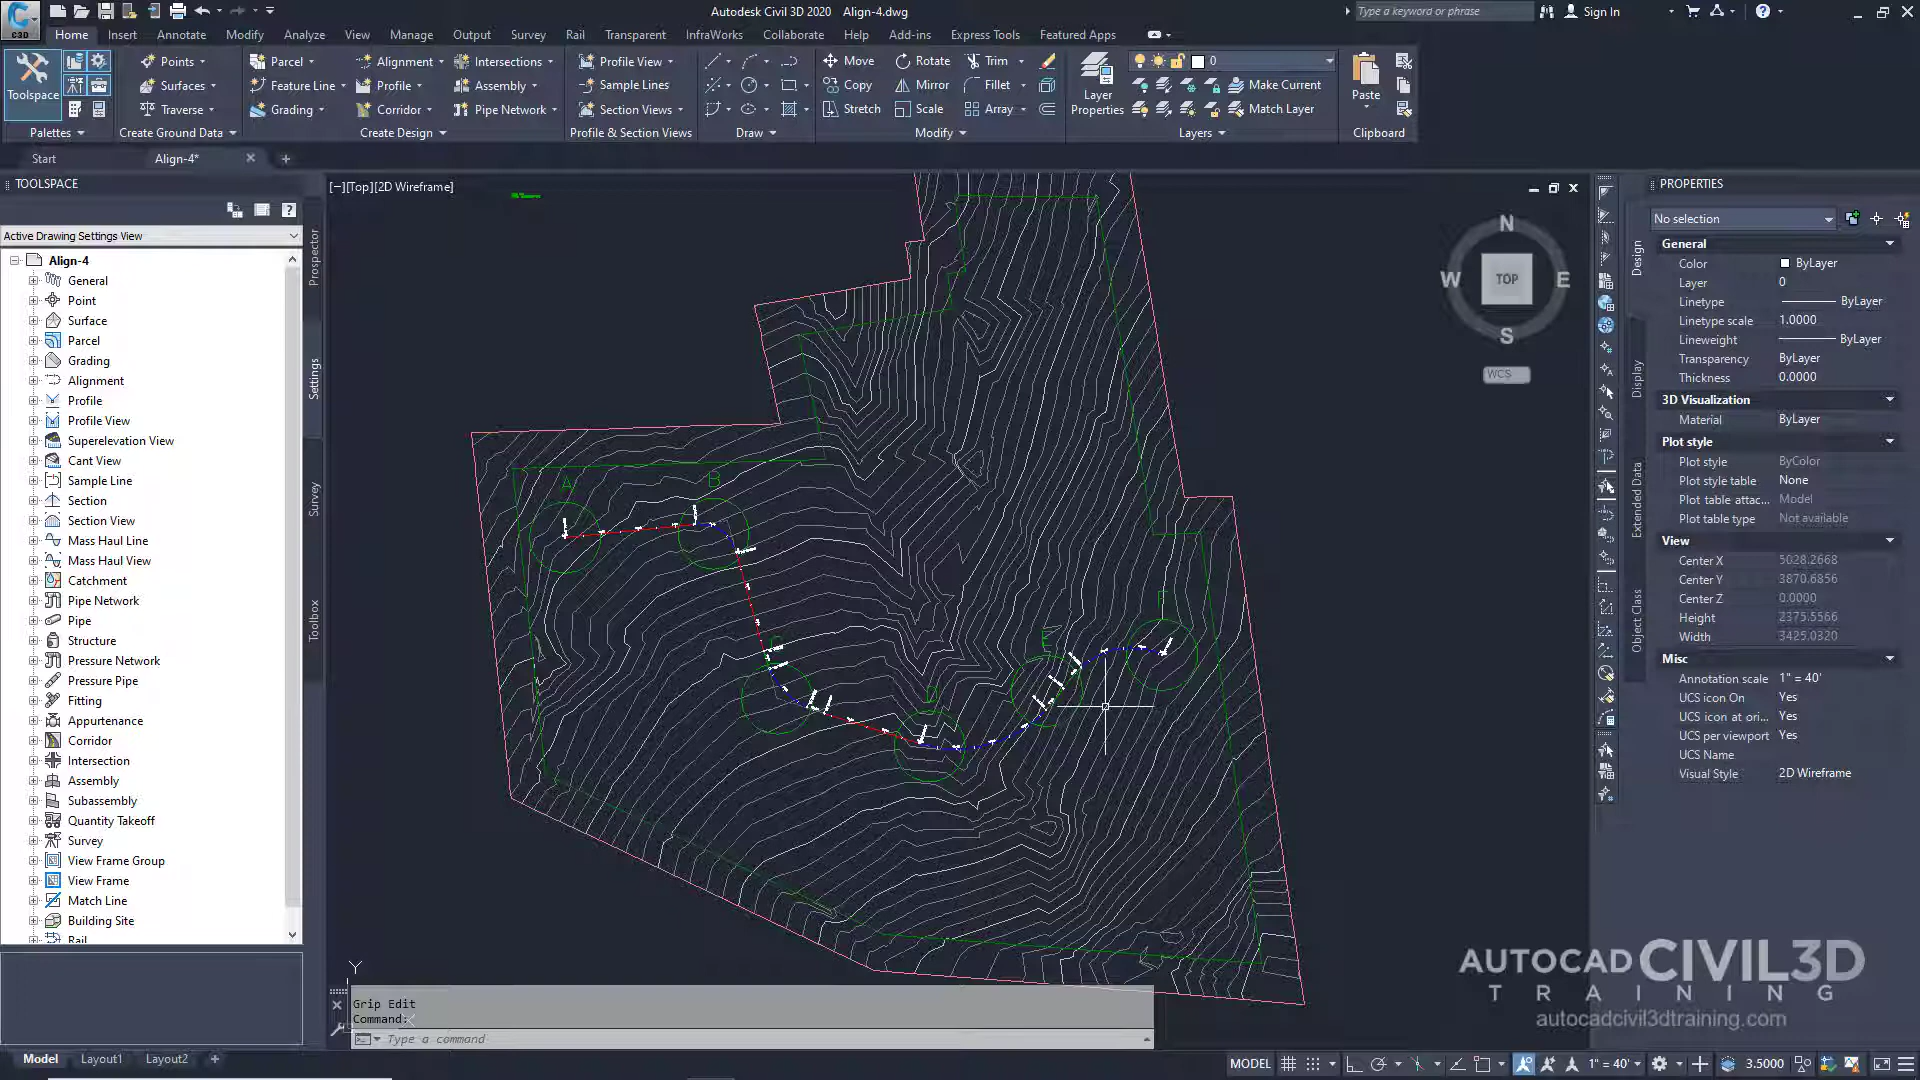 Autodesk Civil 3D 2020 Align-4.dwg
Type a keyword or phrase
Sign In
C3D
Home Insert Annotate Modify Analyze View Manage Output Survey Rail Transparent InfraWorks Collaborate Help Add-ins Express Tools Featured Apps
Toolspace
Points
Surfaces
Traverse
Parcel
Feature Line
Grading
Alignment
Profile
Corridor
Intersections
Assembly
Pipe Network
Profile View
Sample Lines
Section Views
Move
Copy
Stretch
Rotate
Mirror
Scale
Trim
Fillet
Array
Layer
Properties
0
Make Current
Match Layer
Paste
Palettes
Create Ground Data
Create Design
Profile & Section Views
Draw
Modify
Layers
Clipboard
Start
Align-4*
TOOLSPACE
Active Drawing Settings View
Align-4
General
Point
Surface
Parcel
Grading
Alignment
Profile
Profile View
Superelevation View
Cant View
Sample Line
Section
Section View
Mass Haul Line
Mass Haul View
Catchment
Pipe Network
Pipe
Structure
Pressure Network
Pressure Pipe
Fitting
Appurtenance
Corridor
Intersection
Assembly
Subassembly
Quantity Takeoff
Survey
View Frame Group
View Frame
Match Line
Building Site
Rail
Prospector
Settings
Survey
Toolbox
[−][Top][2D Wireframe]
A
B
C
D
E
F
N
W
TOP
E
S
WCS
Y
Grip Edit
Command:
Type a command
PROPERTIES
No selection
Design
Display
Extended Data
Object Class
General
Color ByLayer
Layer 0
Linetype ByLayer
Linetype scale 1.0000
Lineweight ByLayer
Transparency ByLayer
Thickness 0.0000
3D Visualization
Material ByLayer
Plot style
Plot style ByColor
Plot style table None
Plot table attac... Model
Plot table type Not available
View
Center X 5028.2668
Center Y 3870.6856
Center Z 0.0000
Height 2375.5566
Width 3425.0320
Misc
Annotation scale 1" = 40'
UCS icon On Yes
UCS icon at ori... Yes
UCS per viewport Yes
UCS Name
Visual Style 2D Wireframe
AUTOCAD CIVIL3D
TRAINING
autocadcivil3dtraining.com
Model Layout1 Layout2
MODEL
1" = 40'
3.5000